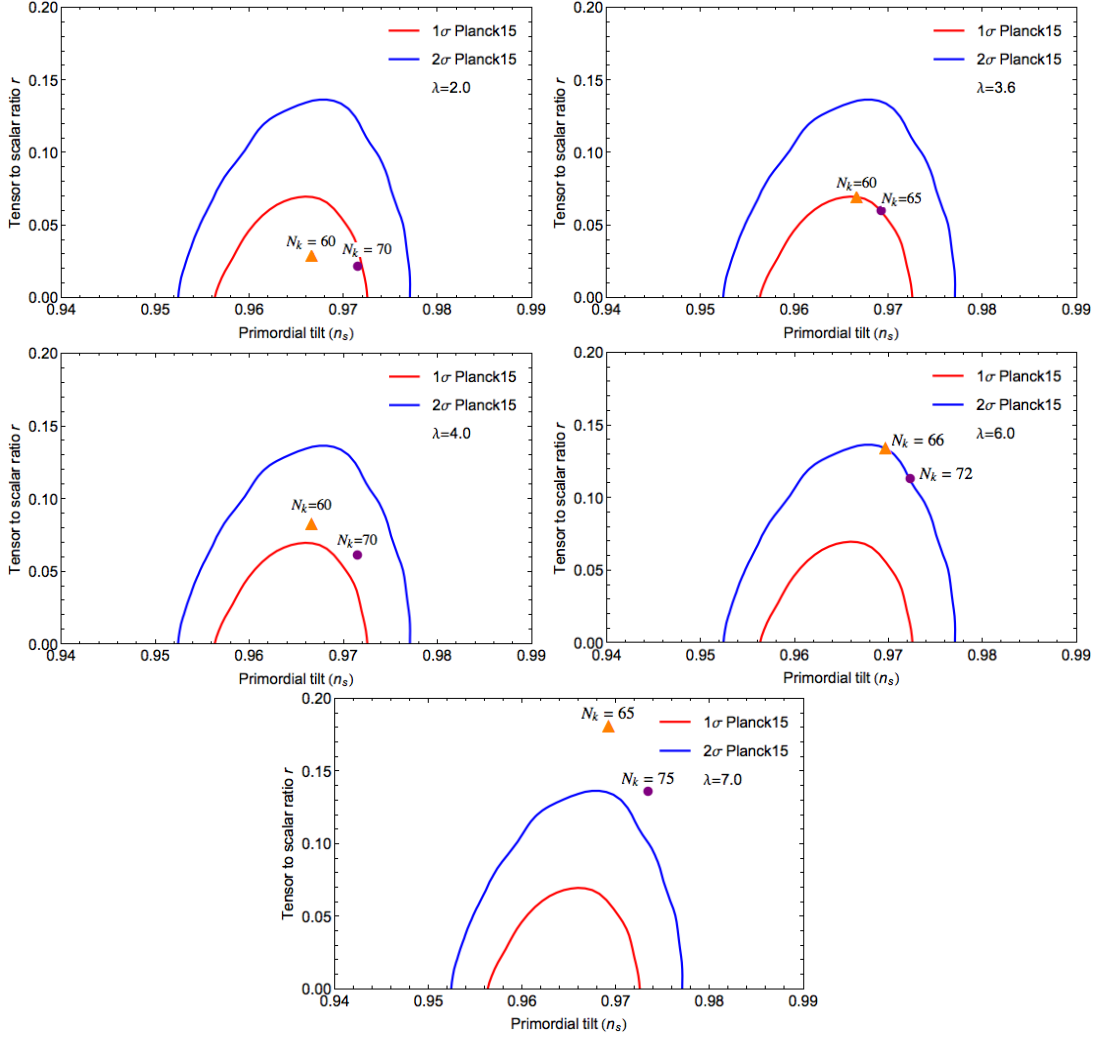 0.20
0.15
0.10
0.05
0.00
Tensor to scalar ratio r
1σ Planck15
2σ Planck15
λ=2.0
N_k = 60
N_k = 70
0.94 0.95 0.96 0.97 0.98 0.99
Primordial tilt (n_s)
0.20
0.15
0.10
0.05
0.00
Tensor to scalar ratio r
1σ Planck15
2σ Planck15
λ=3.6
N_k=60
N_k=65
0.94 0.95 0.96 0.97 0.98 0.99
Primordial tilt (n_s)
0.20
0.15
0.10
0.05
0.00
Tensor to scalar ratio r
1σ Planck15
2σ Planck15
λ=4.0
N_k=60
N_k=70
0.94 0.95 0.96 0.97 0.98 0.99
Primordial tilt (n_s)
0.20
0.15
0.10
0.05
0.00
Tensor to scalar ratio r
1σ Planck15
2σ Planck15
λ=6.0
N_k = 66
N_k = 72
0.94 0.95 0.96 0.97 0.98 0.99
Primordial tilt (n_s)
0.20
0.15
0.10
0.05
0.00
Tensor to scalar ratio r
N_k = 65
1σ Planck15
2σ Planck15
λ=7.0
N_k = 75
0.94 0.95 0.96 0.97 0.98 0.99
Primordial tilt (n_s)